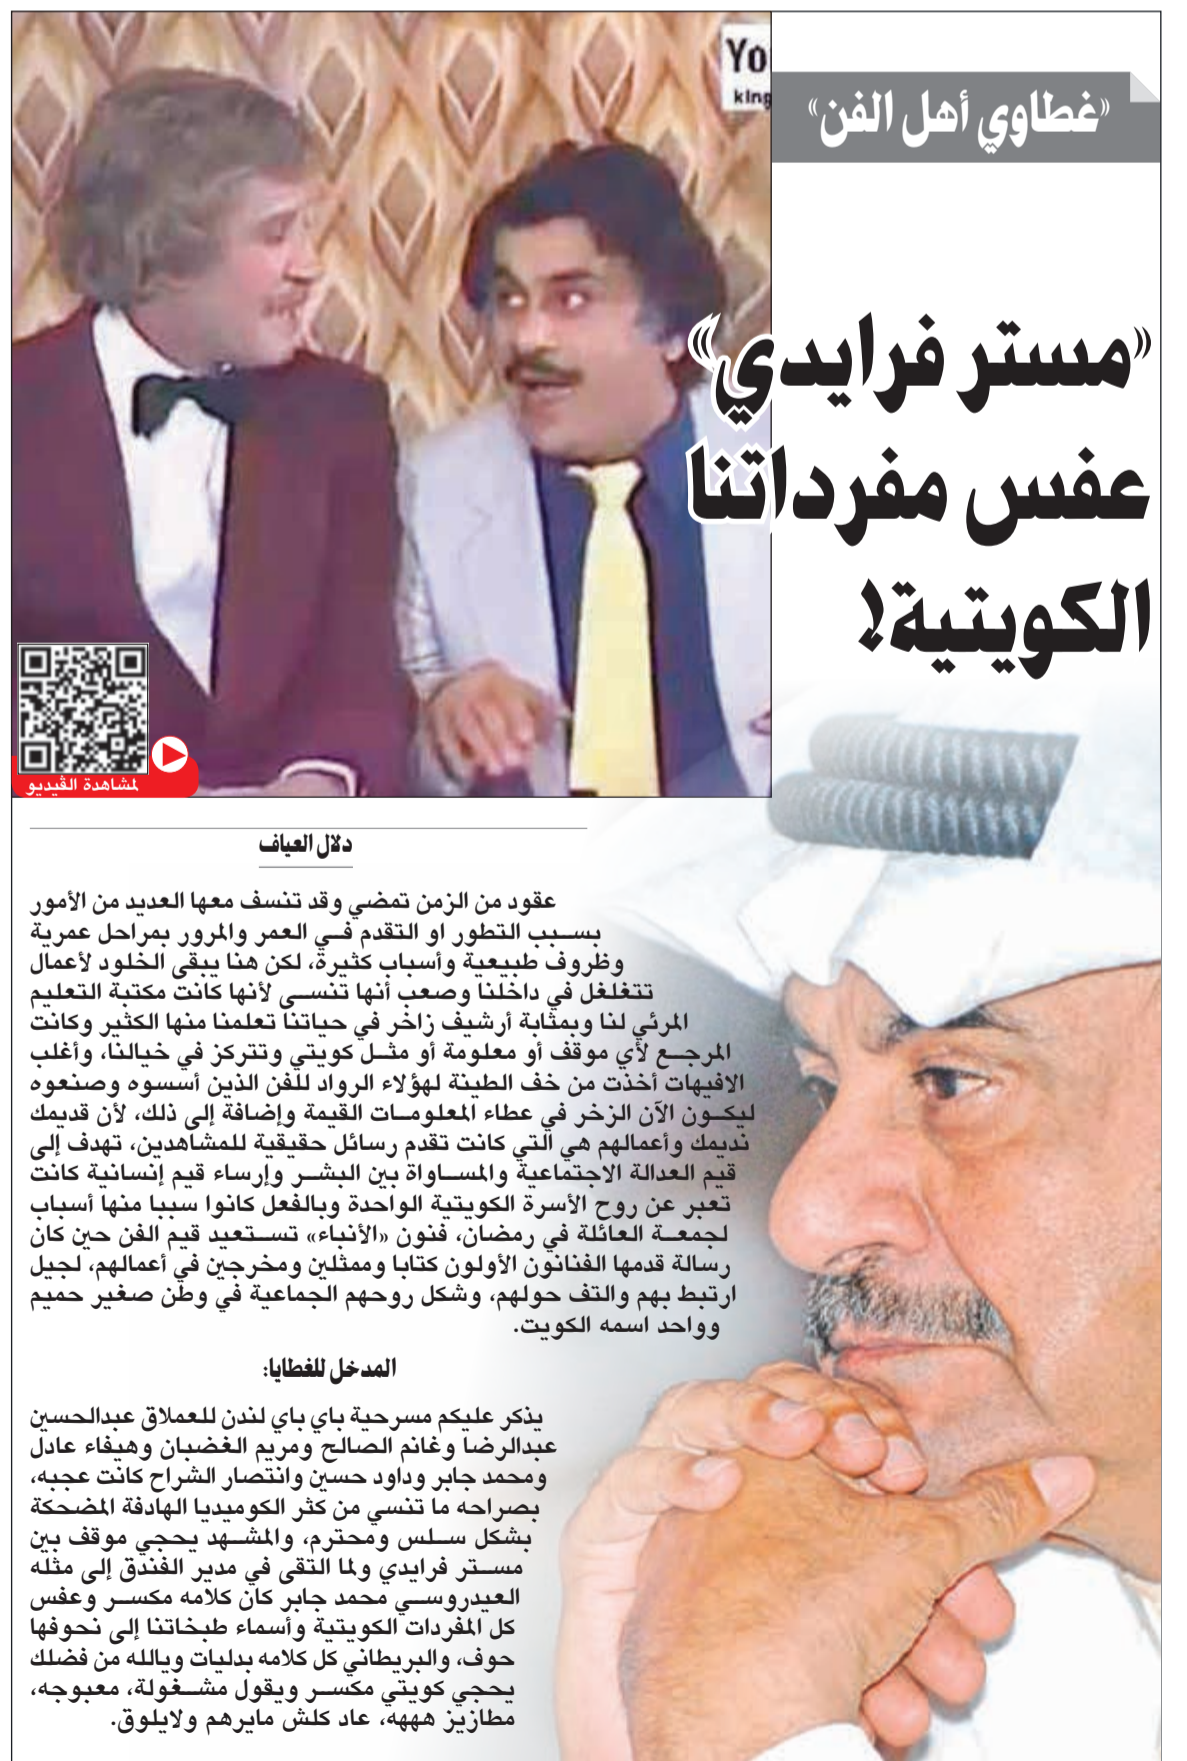 Yo
king
«غطاوي أهل الفن»
«مستر فرايدي»
عفس مفرداتنا
الكويتية!
لمشاهدة الڤيديو
دلال العياف
عقود من الزمن تمضي وقد تنسف معها العديد من الأمور
بسبب التطور او التقدم في العمر والمرور بمراحل عمرية
وظروف طبيعية وأسباب كثيرة، لكن هنا يبقى الخلود لأعمال
تتغلغل في داخلنا وصعب أنها تنسى لأنها كانت مكتبة التعليم
المرئي لنا وبمثابة أرشيف زاخر في حياتنا تعلمنا منها الكثير وكانت
المرجع لأي موقف أو معلومة أو مثل كويتي وتتركز في خيالنا، وأغلب
الافيهات أخذت من خف الطينة لهؤلاء الرواد للفن الذين أسسوه وصنعوه
ليكون الآن الزخر في عطاء المعلومات القيمة وإضافة إلى ذلك، لأن قديمك
نديمك وأعمالهم هي التي كانت تقدم رسائل حقيقية للمشاهدين، تهدف إلى
قيم العدالة الاجتماعية والمساواة بين البشر وإرساء قيم إنسانية كانت
تعبر عن روح الأسرة الكويتية الواحدة وبالفعل كانوا سببا منها أسباب
لجمعة العائلة في رمضان، فنون «الأنباء» تستعيد قيم الفن حين كان
رسالة قدمها الفنانون الأولون كتابا وممثلين ومخرجين في أعمالهم، لجيل
ارتبط بهم والتف حولهم، وشكل روحهم الجماعية في وطن صغير حميم
وواحد اسمه الكويت.
المدخل للغطايا:
يذكر عليكم مسرحية باي باي لندن للعملاق عبدالحسين
عبدالرضا وغانم الصالح ومريم الغضبان وهيفاء عادل
ومحمد جابر وداود حسين وانتصار الشراح كانت عجبه،
بصراحه ما تنسي من كثر الكوميديا الهادفة المضحكة
بشكل سلس ومحترم، والمشهد يحجي موقف بين
مستر فرايدي ولما التقى في مدير الفندق إلى مثله
العيدروسي محمد جابر كان كلامه مكسر وعفس
كل المفردات الكويتية وأسماء طبخاتنا إلى نحوفها
حوف، والبريطاني كل كلامه بدليات ويالله من فضلك
يحجي كويتي مكسر ويقول مشغولة، معبوجه،
مطازيز هههه، عاد كلش مايرهم ولايلوق.